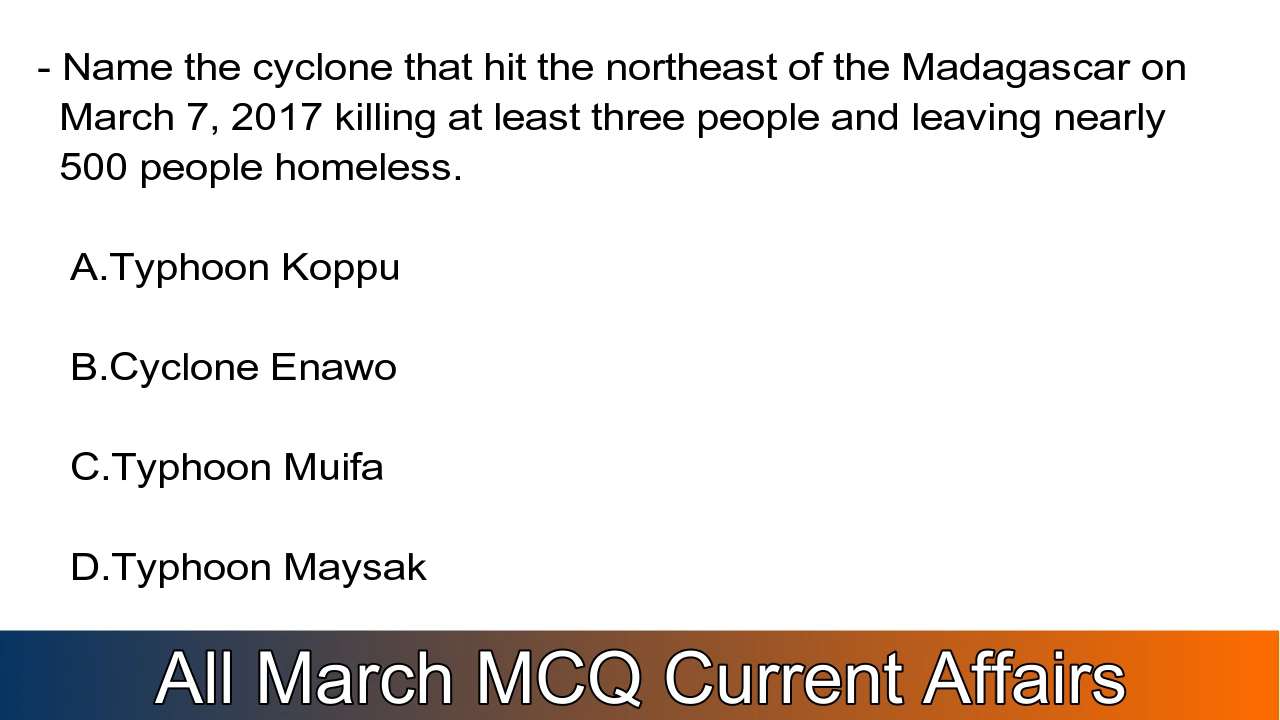 - Name the cyclone that hit the northeast of the Madagascar on
March 7, 2017 killing at least three people and leaving nearly
500 people homeless.
A.Typhoon Koppu
B.Cyclone Enawo
C.Typhoon Muifa
D.Typhoon Maysak
All March MCQ Current Affairs